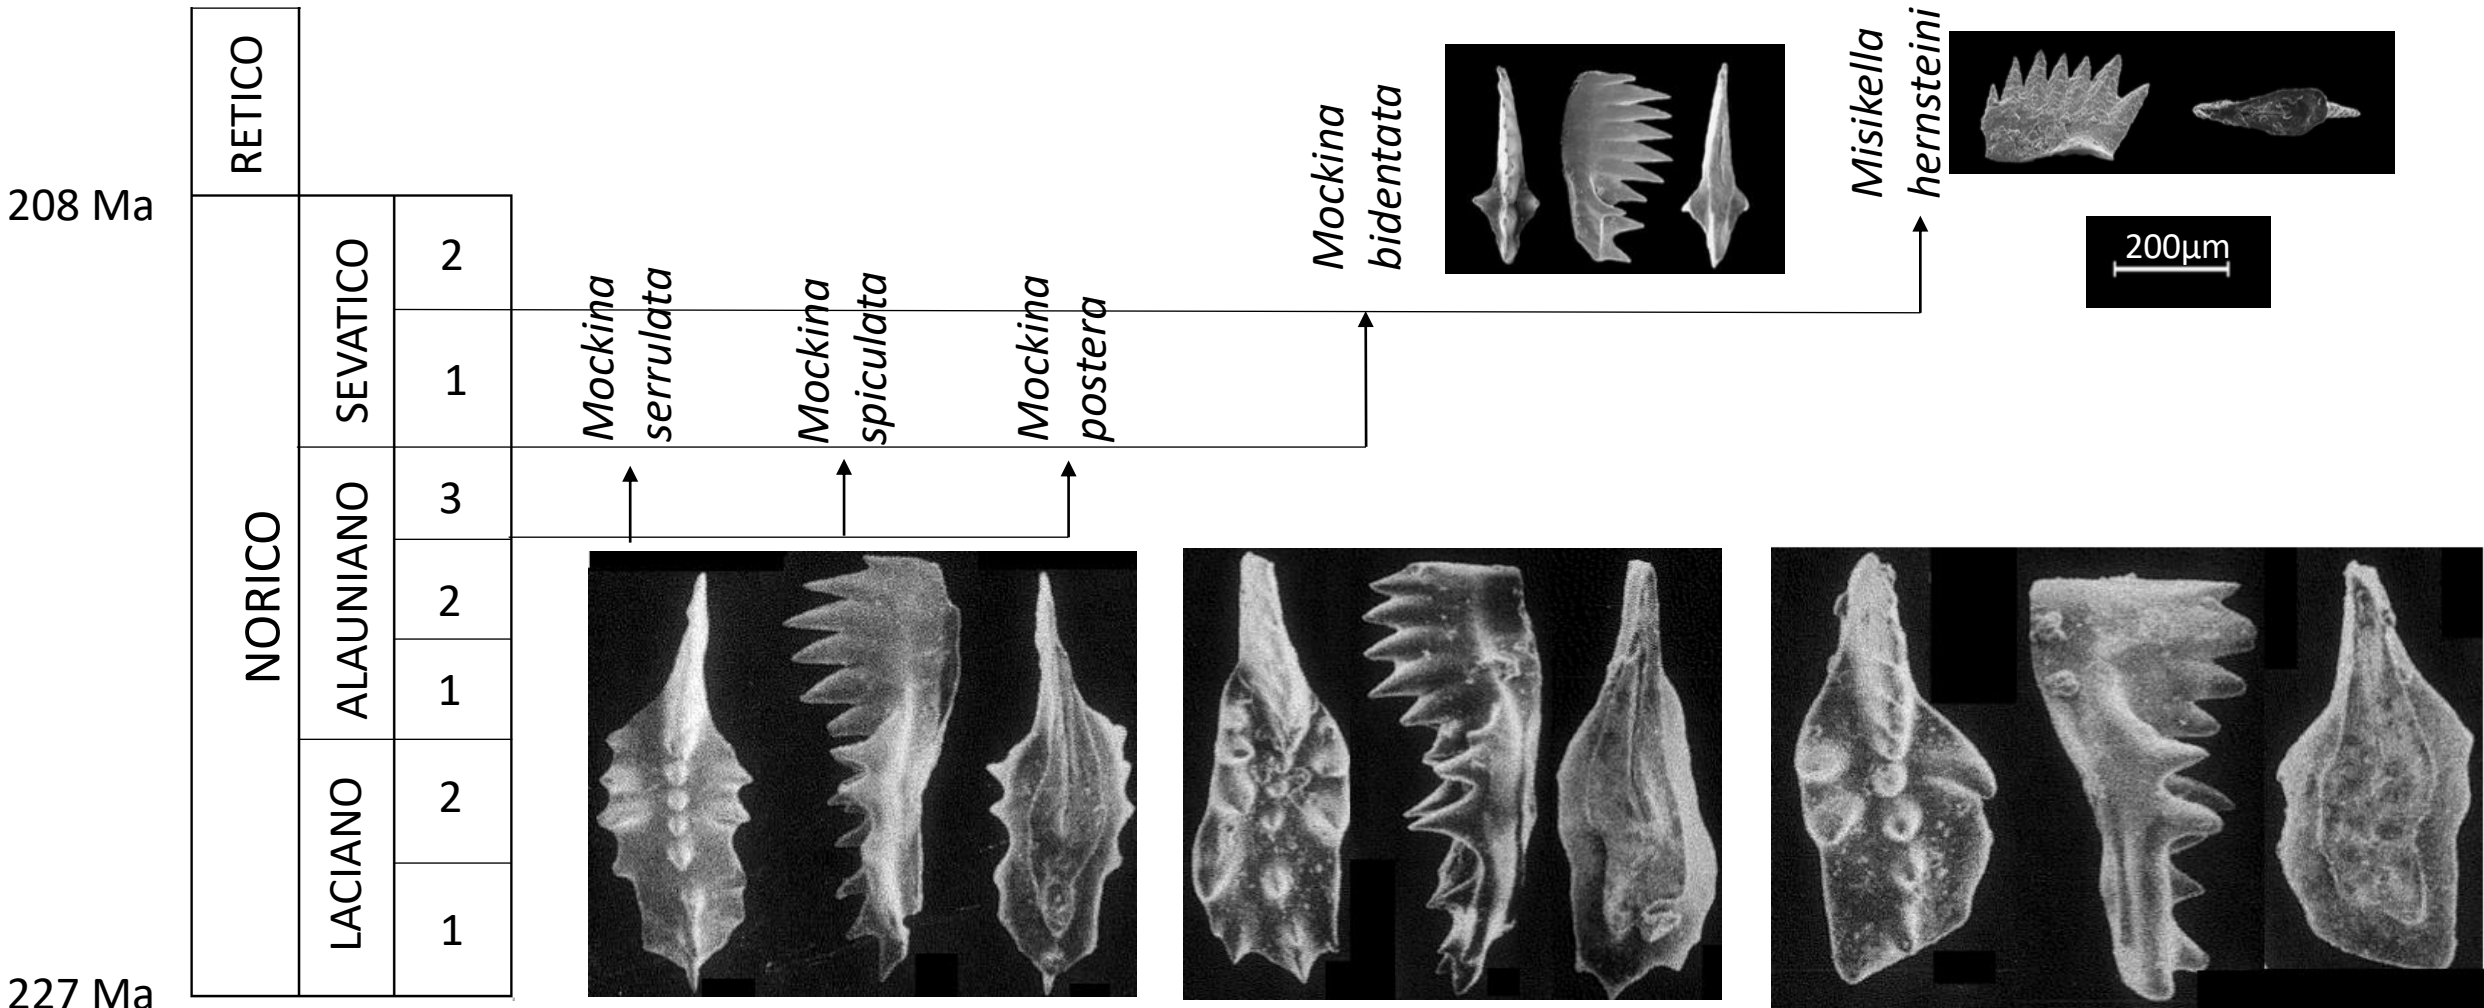 RETICO
208 Ma
NORICO
SEVATICO
2
1
ALAUNIANO
3
2
1
LACIANO
2
1
227 Ma
Mockina
serrulata
Mockina
spiculata
Mockina
postera
Mockina
bidentata
Misikella
hernsteini
200µm